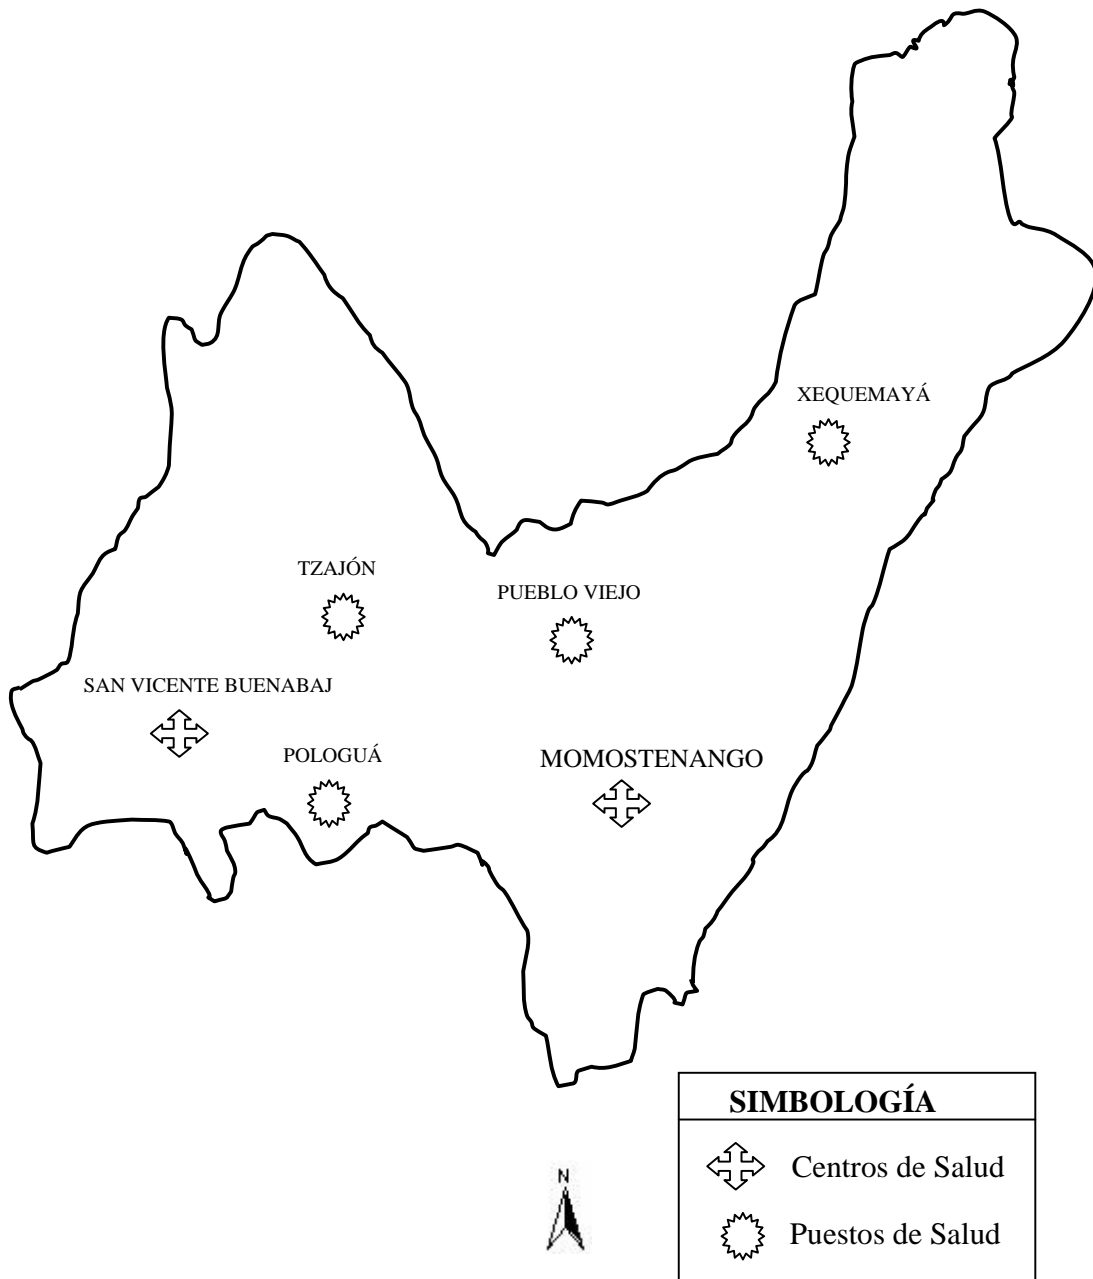 XEQUEMAYÁ
TZAJÓN
PUEBLO VIEJO
SAN VICENTE BUENABAJ
POLOGUÁ
MOMOSTENANGO
SIMBOLOGÍA
Centros de Salud
N
Puestos de Salud